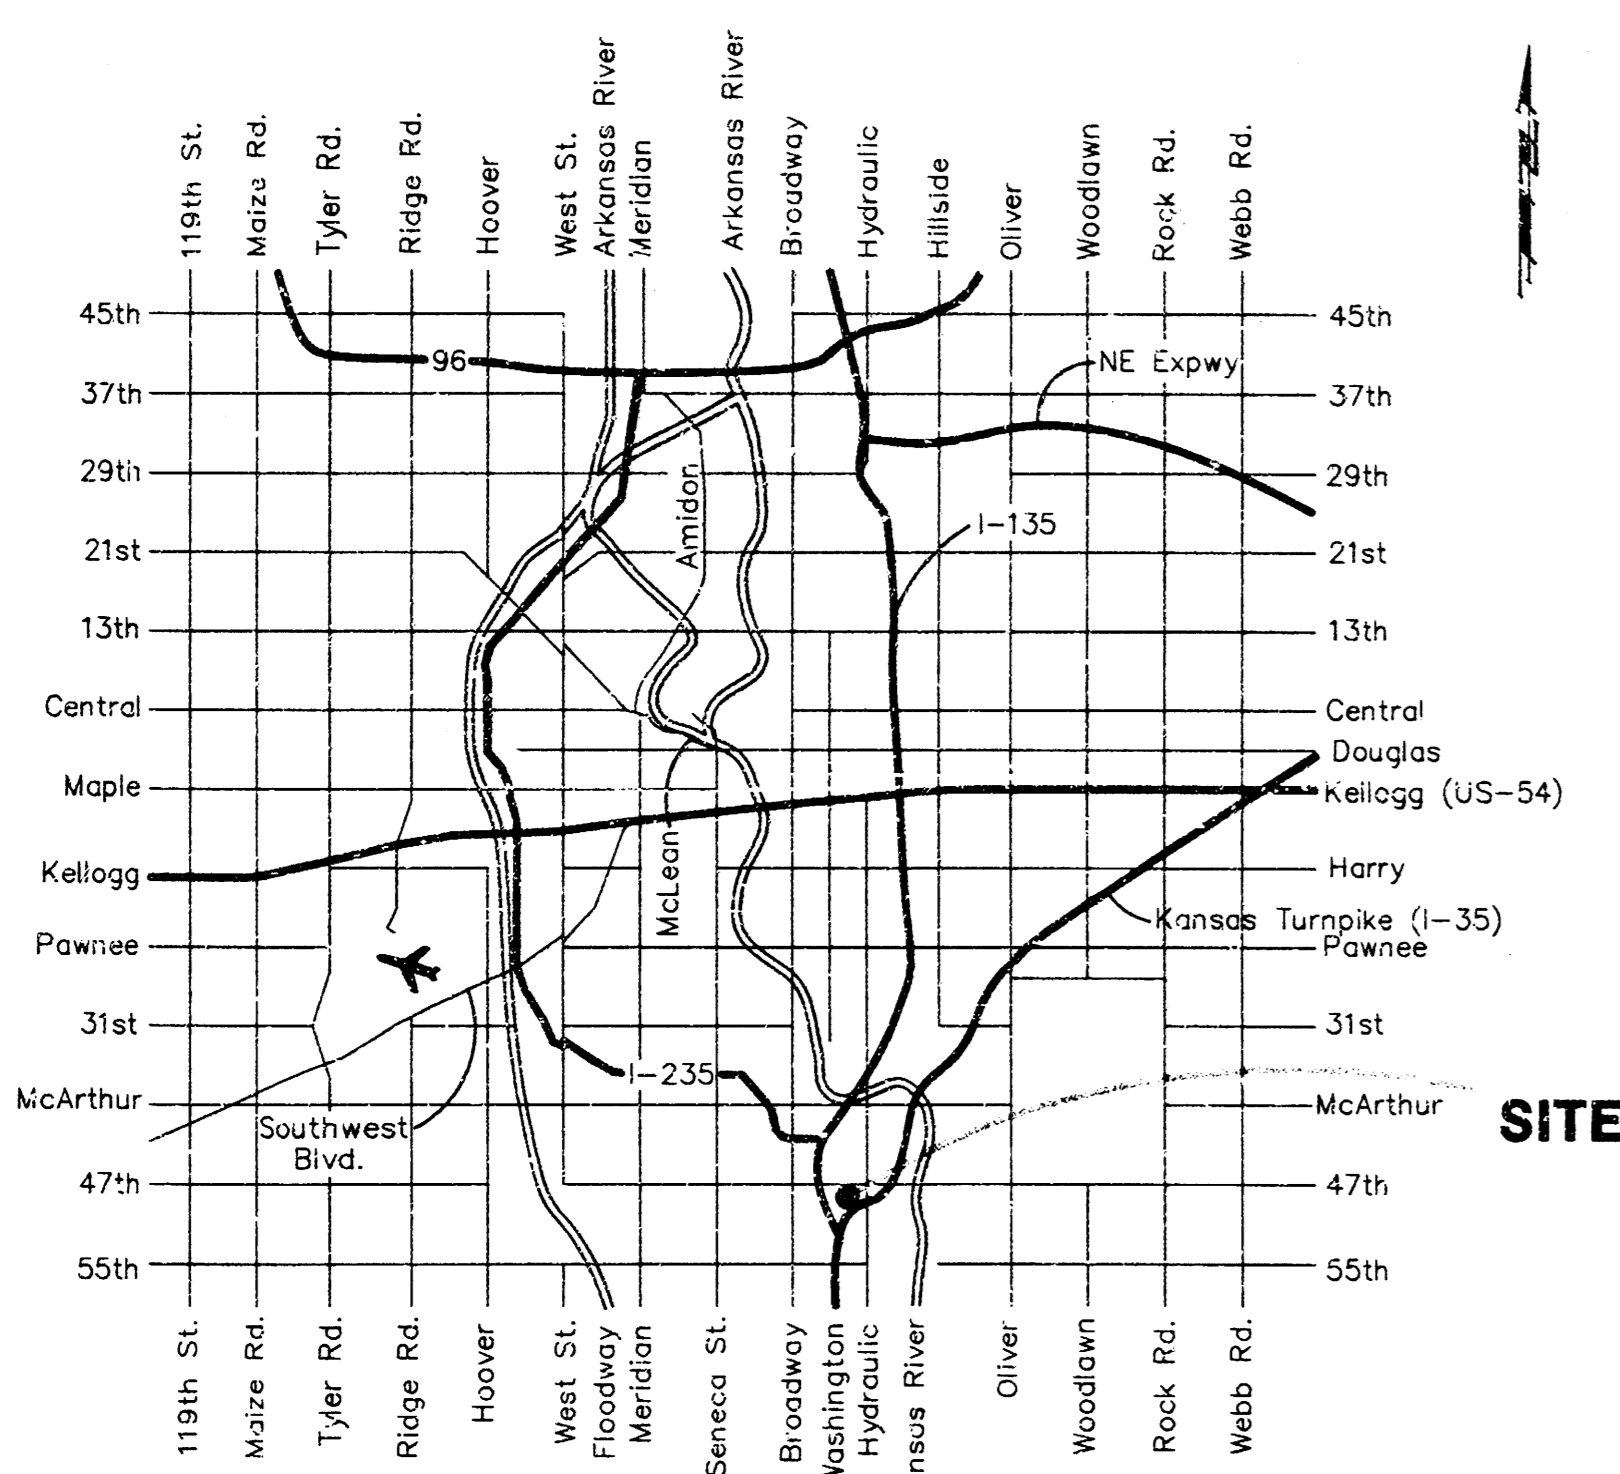 119th St.
Maize Rd.
Tyler Rd.
Ridge Rd.
Hoover
West St.
Arkansas River
Meridian
Arkansas River
Broadway
Hydraulic
Hillside
Oliver
Woodlawn
Rock Rd.
Webb Rd.
45th
45th
96
NE Expwy
37th
37th
29th
29th
Amidon
I-135
21st
21st
13th
13th
Central
Central
Douglas
Maple
Kellogg (US-54)
McLean
Kellogg
Harry
Kansas Turnpike (I-35)
Pawnee
Pawnee
31st
31st
I-235
McArthur
McArthur
SITE
Southwest
Blvd.
47th
47th
55th
55th
119th St.
Maize Rd.
Tyler Rd.
Ridge Rd.
Hoover
West St.
Floodway
Meridian
Seneca St.
Broadway
Washington
Hydraulic
nsas River
Oliver
Woodlawn
Rock Rd.
Webb Rd.